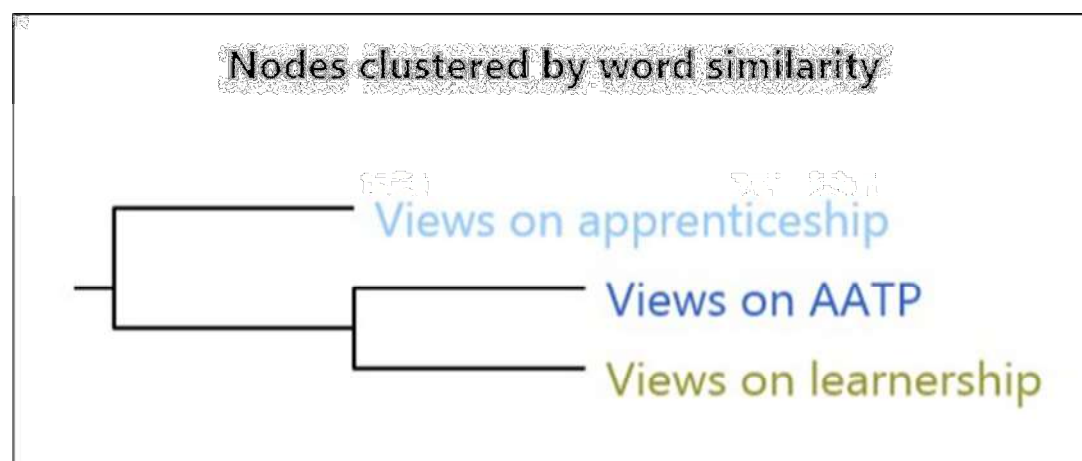 Nodes clustered by word similarity
Views on apprenticeship
Views on AATP
Views on learnership